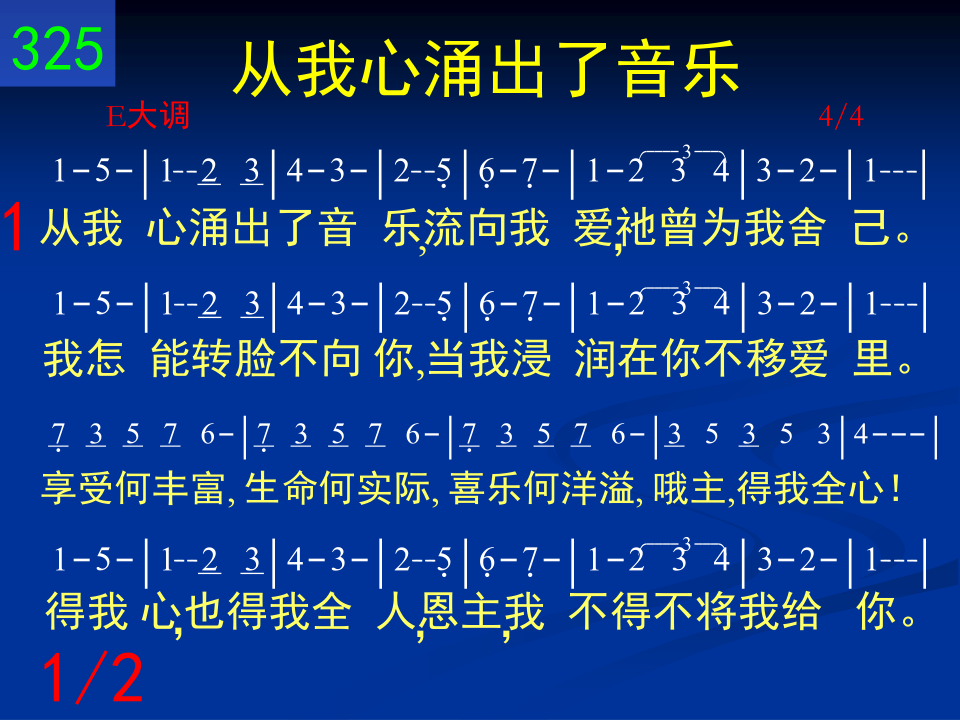 325
从我心涌出了音乐
E大调 4/4
1-5-|1--2 3|4-3-|2--5̣|6̣-7̣-|1-2 3 4|3-2-|1---|
3
1 从我 心涌出了音 乐,流向我 爱,祂曾为我舍 己。
1-5-|1--2 3|4-3-|2--5̣|6̣-7̣-|1-2 3 4|3-2-|1---|
3
我怎 能转脸不向 你,当我浸 润在你不移爱 里。
7̣ 3 5 7 6-|7̣ 3 5 7 6-|7̣ 3 5 7 6-|3 5 3 5 3|4---|
享受何丰富, 生命何实际, 喜乐何洋溢, 哦主,得我全心!
1-5-|1--2 3|4-3-|2--5̣|6̣-7̣-|1-2 3 4|3-2-|1---|
3
得我 心,也得我全 人,恩主,我 不得不将我给 你。
1/2